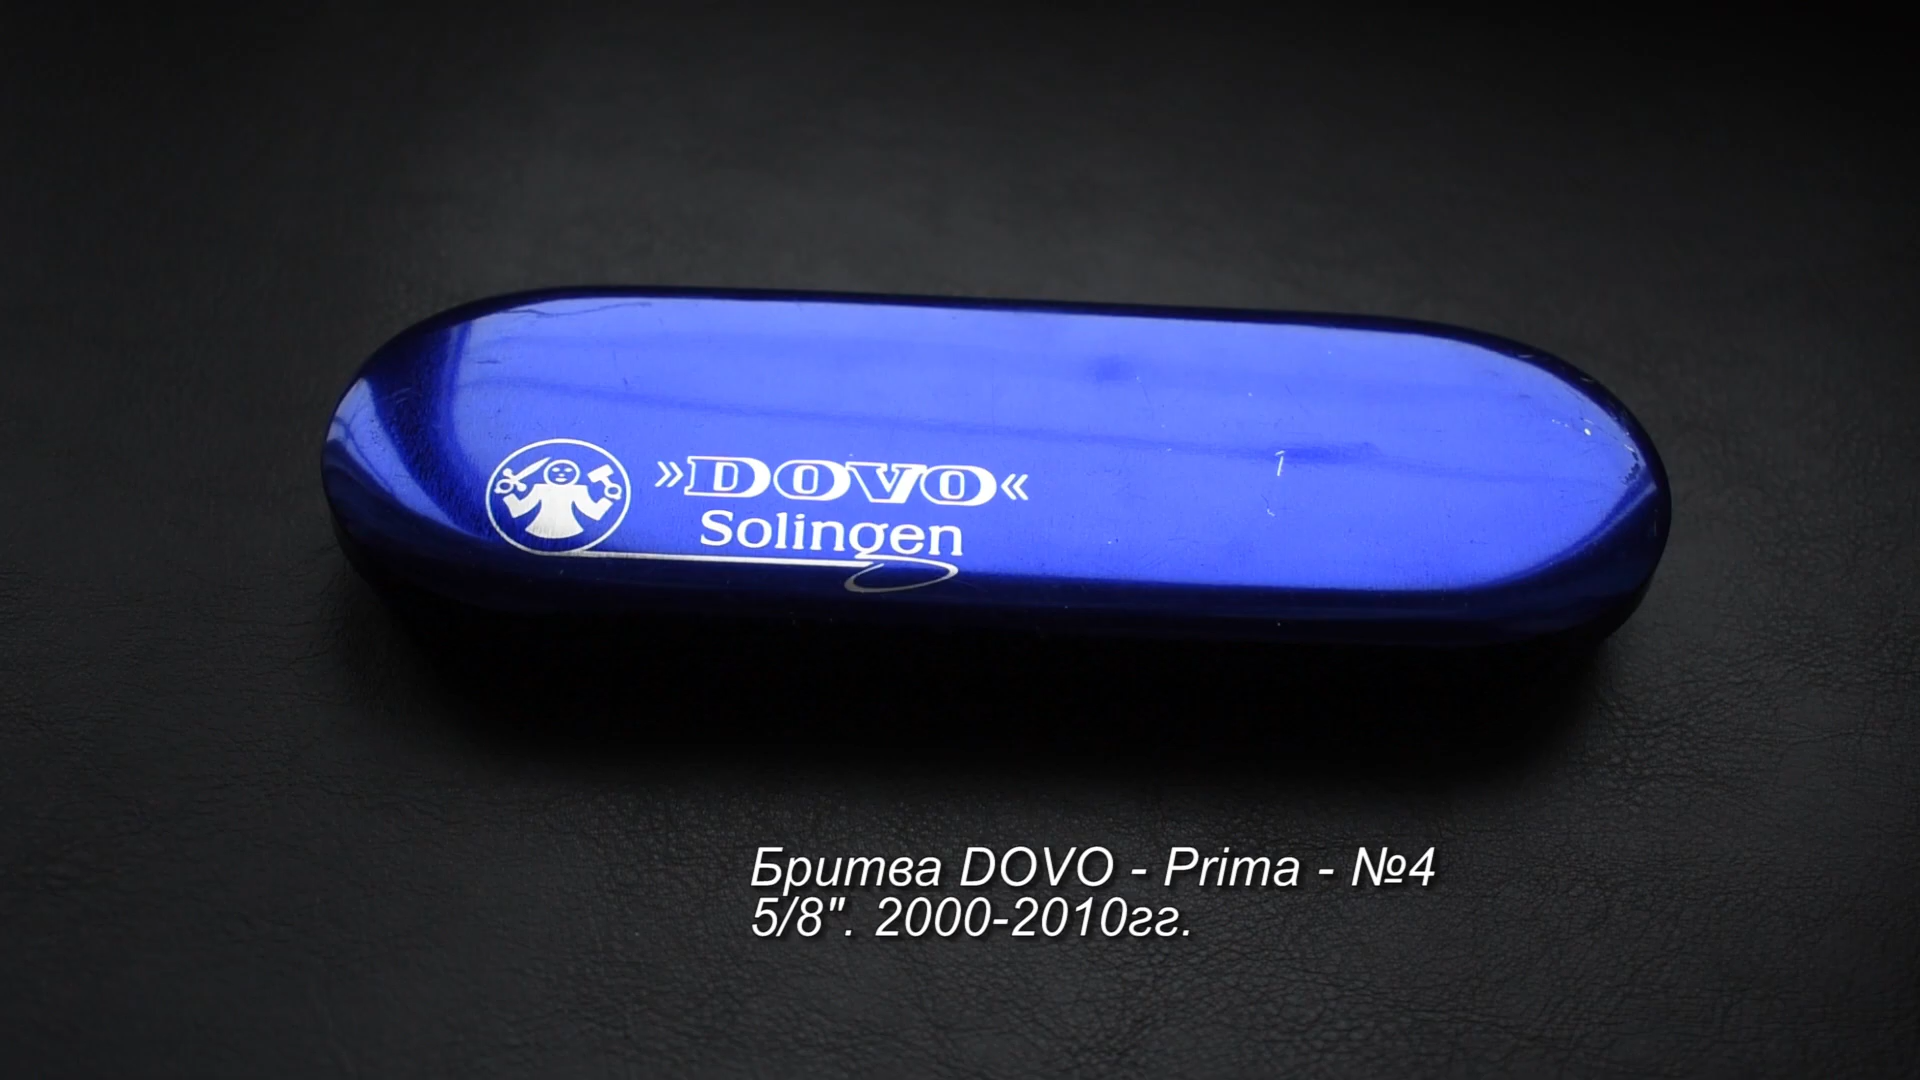 »DOVO«
Solingen
Бритва DOVO - Prima - №4
5/8". 2000-2010гг.